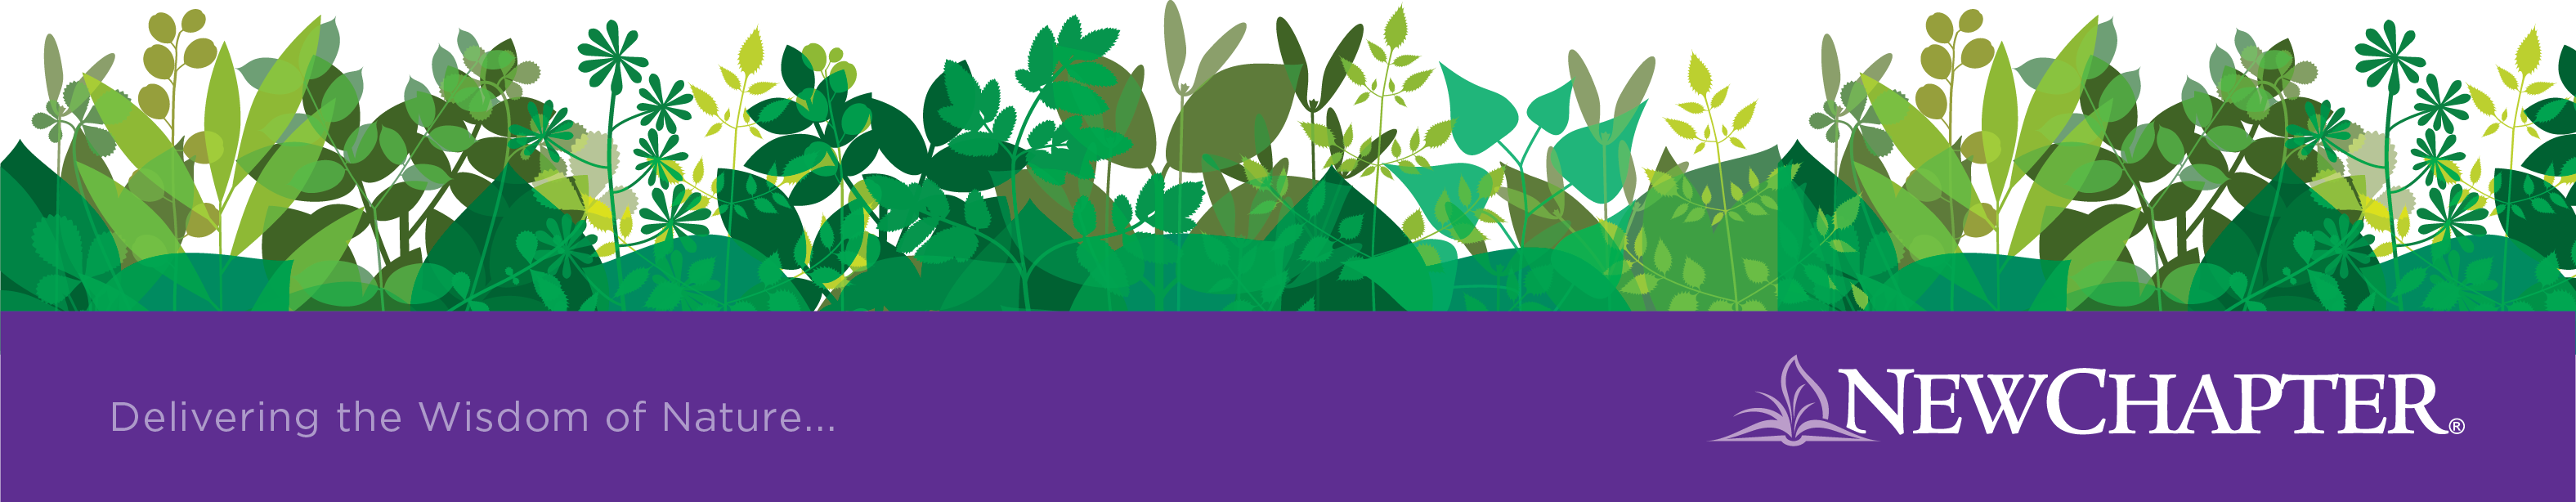 Delivering the Wisdom of Nature...
NEWCHAPTER®